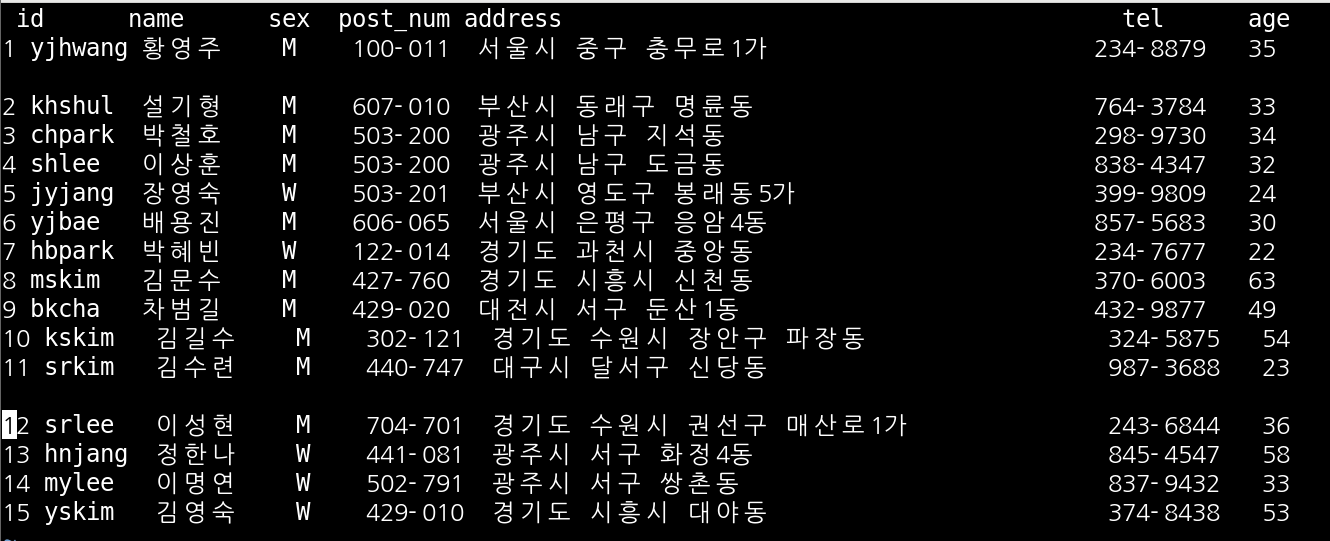 id name sex post_num address tel age
1 yjhwang 황영주 M 100-011 서울시 중구 충무로1가 234-8879 35
2 khshul 설기형 M 607-010 부산시 동래구 명륜동 764-3784 33
3 chpark 박철호 M 503-200 광주시 남구 지석동 298-9730 34
4 shlee 이상훈 M 503-200 광주시 남구 도금동 838-4347 32
5 jyjang 장영숙 W 503-201 부산시 영도구 봉래동5가 399-9809 24
6 yjbae 배용진 M 606-065 서울시 은평구 응암4동 857-5683 30
7 hbpark 박혜빈 W 122-014 경기도 과천시 중앙동 234-7677 22
8 mskim 김문수 M 427-760 경기도 시흥시 신천동 370-6003 63
9 bkcha 차범길 M 429-020 대전시 서구 둔산1동 432-9877 49
10 kskim 김길수 M 302-121 경기도 수원시 장안구 파장동 324-5875 54
11 srkim 김수련 M 440-747 대구시 달서구 신당동 987-3688 23
12 srlee 이성현 M 704-701 경기도 수원시 권선구 매산로1가 243-6844 36
13 hnjang 정한나 W 441-081 광주시 서구 화정4동 845-4547 58
14 mylee 이명연 W 502-791 광주시 서구 쌍촌동 837-9432 33
15 yskim 김영숙 W 429-010 경기도 시흥시 대야동 374-8438 53